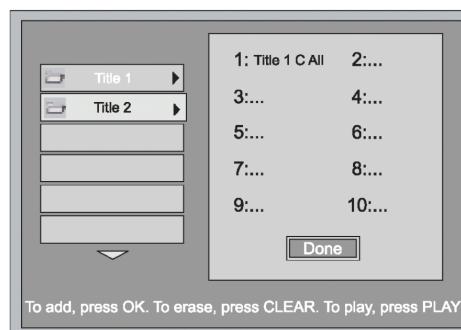 Title 1
Title 2
1: Title 1 C All 2:...
3:... 4:...
5:... 6:...
7:... 8:...
9:... 10:...
Done
To add, press OK. To erase, press CLEAR. To play, press PLAY